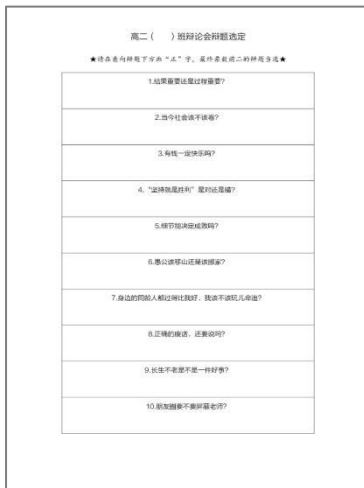 高二（ ）班辩论会辩题选定
★请在意向辩题下方画“正”字，最终票数前二的辩题当选★
1.结果重要还是过程重要?
2.当今社会该不该卷?
3.有钱一定快乐吗?
4.“坚持就是胜利”是对还是错?
5.细节能决定成败吗?
6.愚公该移山还是该搬家?
7.身边的同龄人都过得比我好，我该不该玩儿命追?
8.正确的废话，还要说吗?
9.长生不老是不是一件好事?
10.朋友圈要不要屏蔽老师?